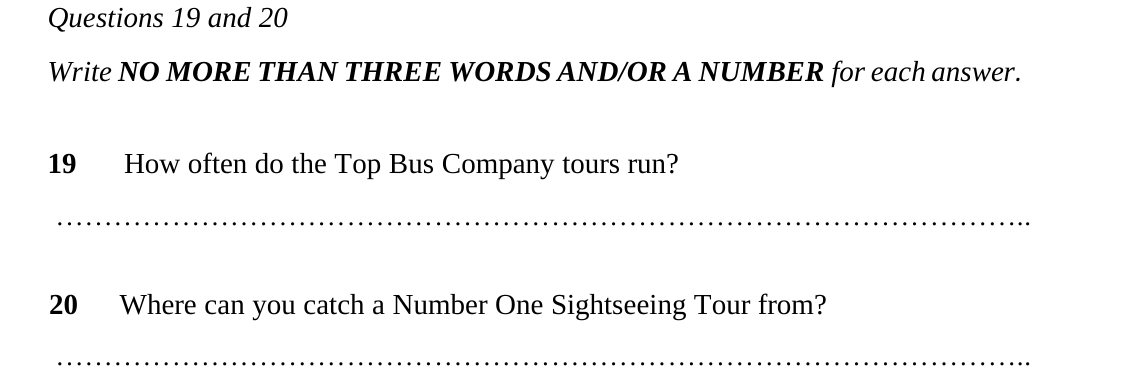 Questions 19 and 20
Write NO MORE THAN THREE WORDS AND/OR A NUMBER for each answer.
19 How often do the Top Bus Company tours run?
……………………………………………………………………………………………..
20 Where can you catch a Number One Sightseeing Tour from?
……………………………………………………………………………………………..